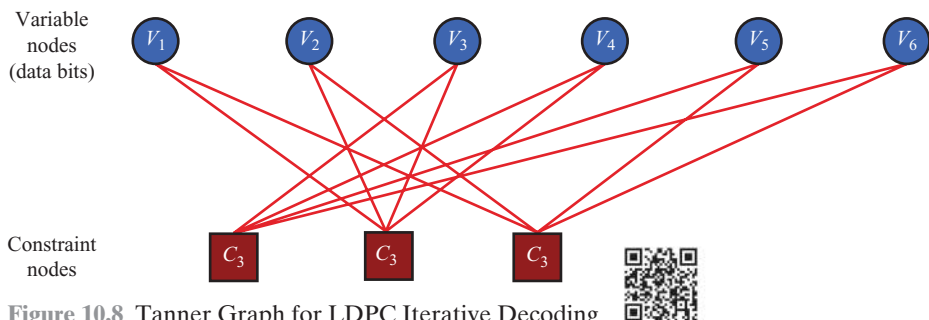 Variable
nodes
(data bits)
V1 V2 V3 V4 V5 V6
Constraint
nodes
C3 C3 C3
Figure 10.8 Tanner Graph for LDPC Iterative Decoding